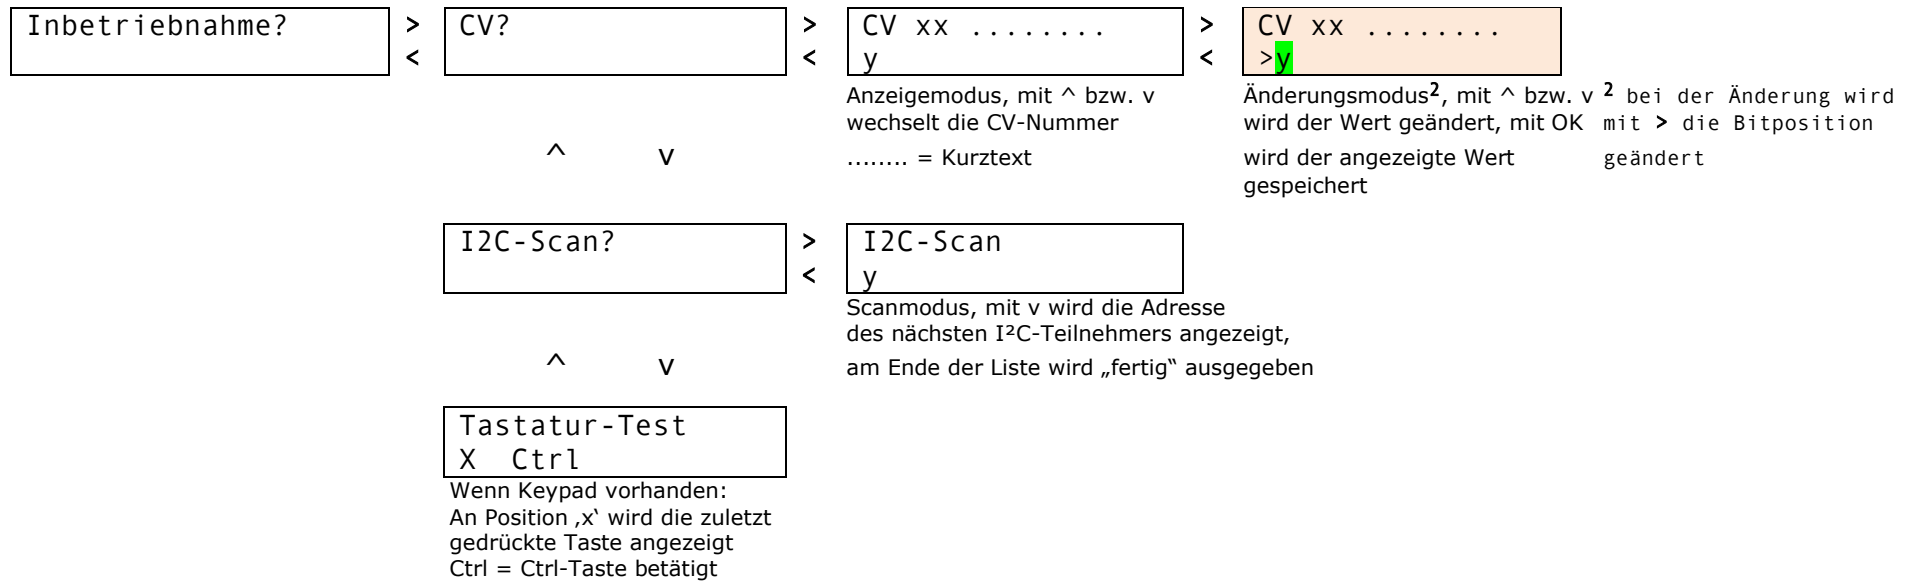 Inbetriebnahme? > CV? > CV xx ........ > CV xx ........
< < y < >y
Anzeigemodus, mit ^ bzw. v
wechselt die CV-Nummer
........ = Kurztext
Änderungsmodus², mit ^ bzw. v
wird der Wert geändert, mit OK
wird der angezeigte Wert
gespeichert
² bei der Änderung wird
mit > die Bitposition
geändert
^ v
I2C-Scan? > I2C-Scan
< y
Scanmodus, mit v wird die Adresse
des nächsten I²C-Teilnehmers angezeigt,
am Ende der Liste wird „fertig“ ausgegeben
^ v
Tastatur-Test
X Ctrl
Wenn Keypad vorhanden:
An Position ‚x‘ wird die zuletzt
gedrückte Taste angezeigt
Ctrl = Ctrl-Taste betätigt